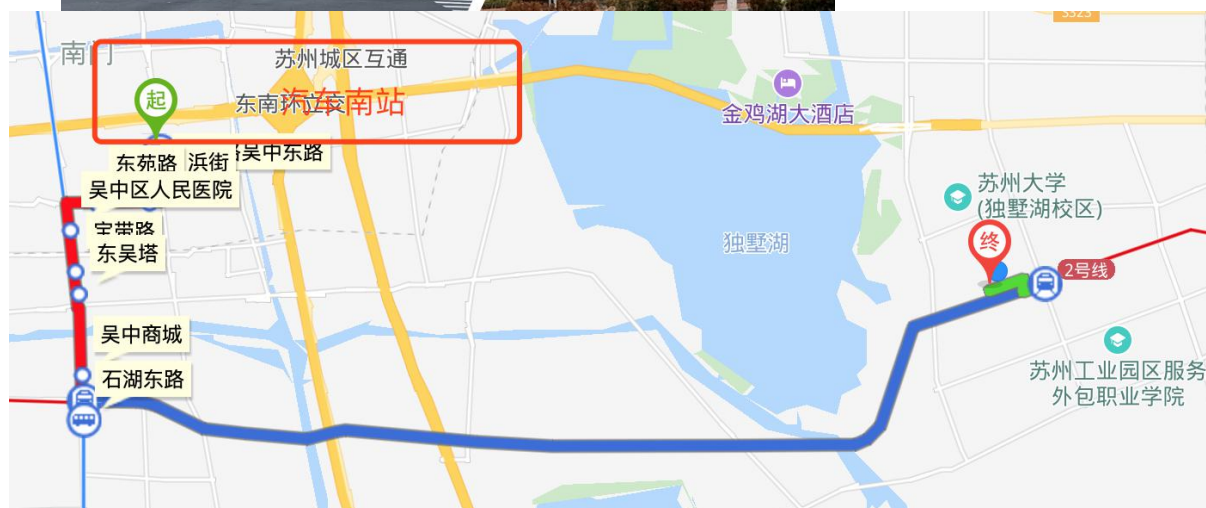 S323
南门
苏州城区互通
东南环立交
汽车南站
起
金鸡湖大酒店
路吴中东路
东苑路
浜街
吴中区人民医院
宝带路
东吴塔
吴中商城
石湖东路
独墅湖
苏州大学
(独墅湖校区)
终
2号线
苏州工业园区服务
外包职业学院